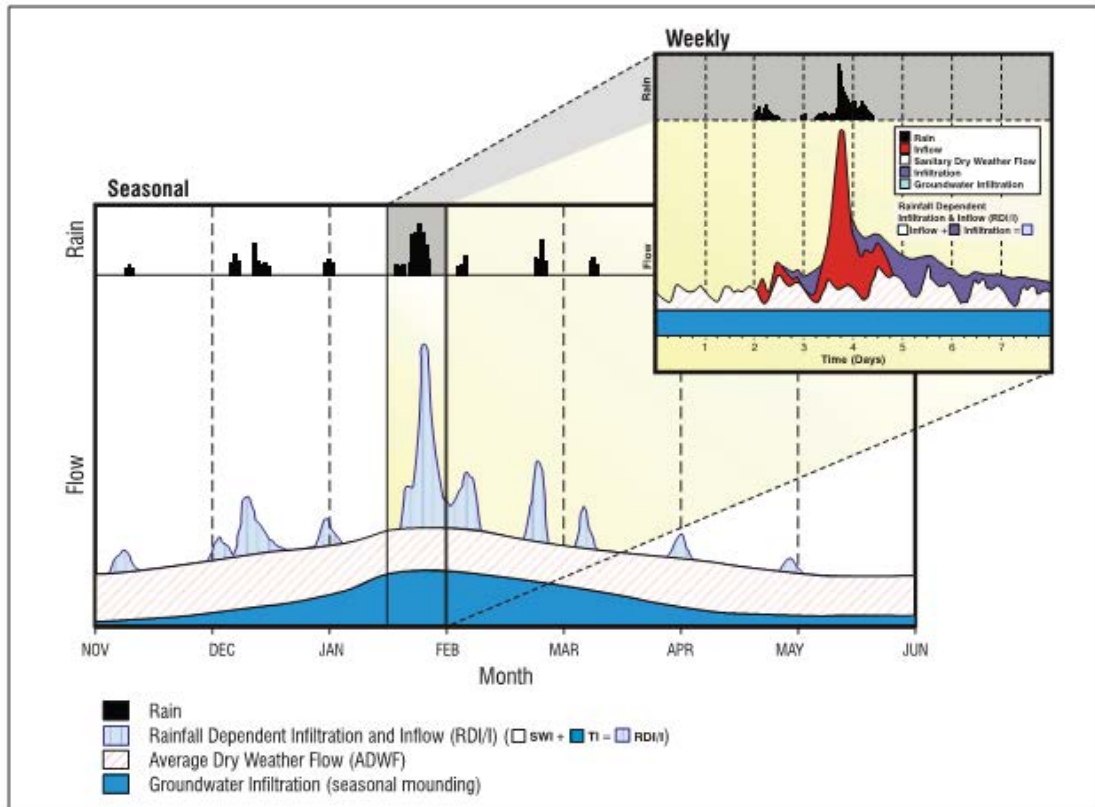 Weekly
Rain
Rain
Inflow
Sanitary Dry Weather Flow
Infiltration
Groundwater Infiltration
Rainfall Dependent
Infiltration & Inflow (RDI/I)
Inflow + Infiltration =
Flow
1 2 3 4 5 6 7
Time (Days)
Seasonal
Rain
Flow
NOV DEC JAN FEB MAR APR MAY JUN
Month
Rain
Rainfall Dependent Infiltration and Inflow (RDI/I) ( SWI + TI = RDI/I)
Average Dry Weather Flow (ADWF)
Groundwater Infiltration (seasonal mounding)